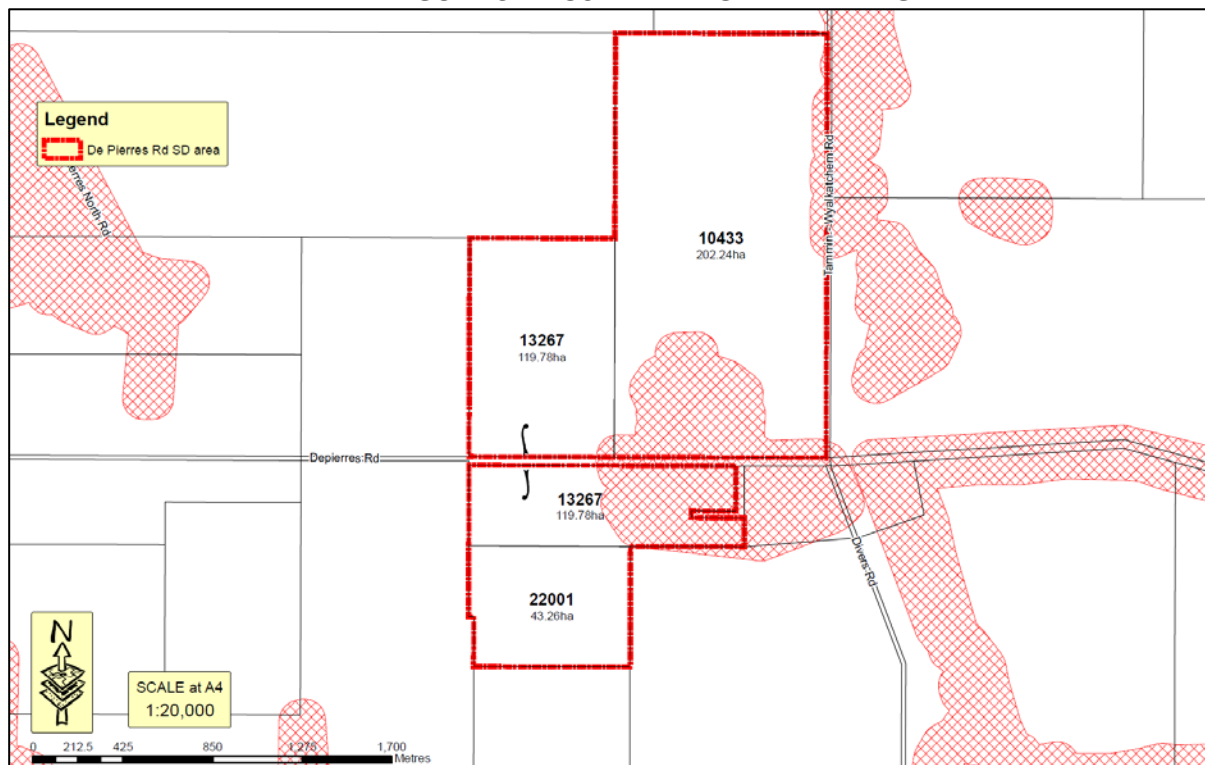 Legend
De Pierres Rd SD area
erres North Rd
Tammin - Wyalkatchem Rd
10433
202.24ha
13267
119.78ha
Depierres Rd
13267
119.78ha
22001
43.26ha
Divers Rd
N
SCALE at A4
1:20,000
0 212.5 425 850 1,275 1,700
Metres